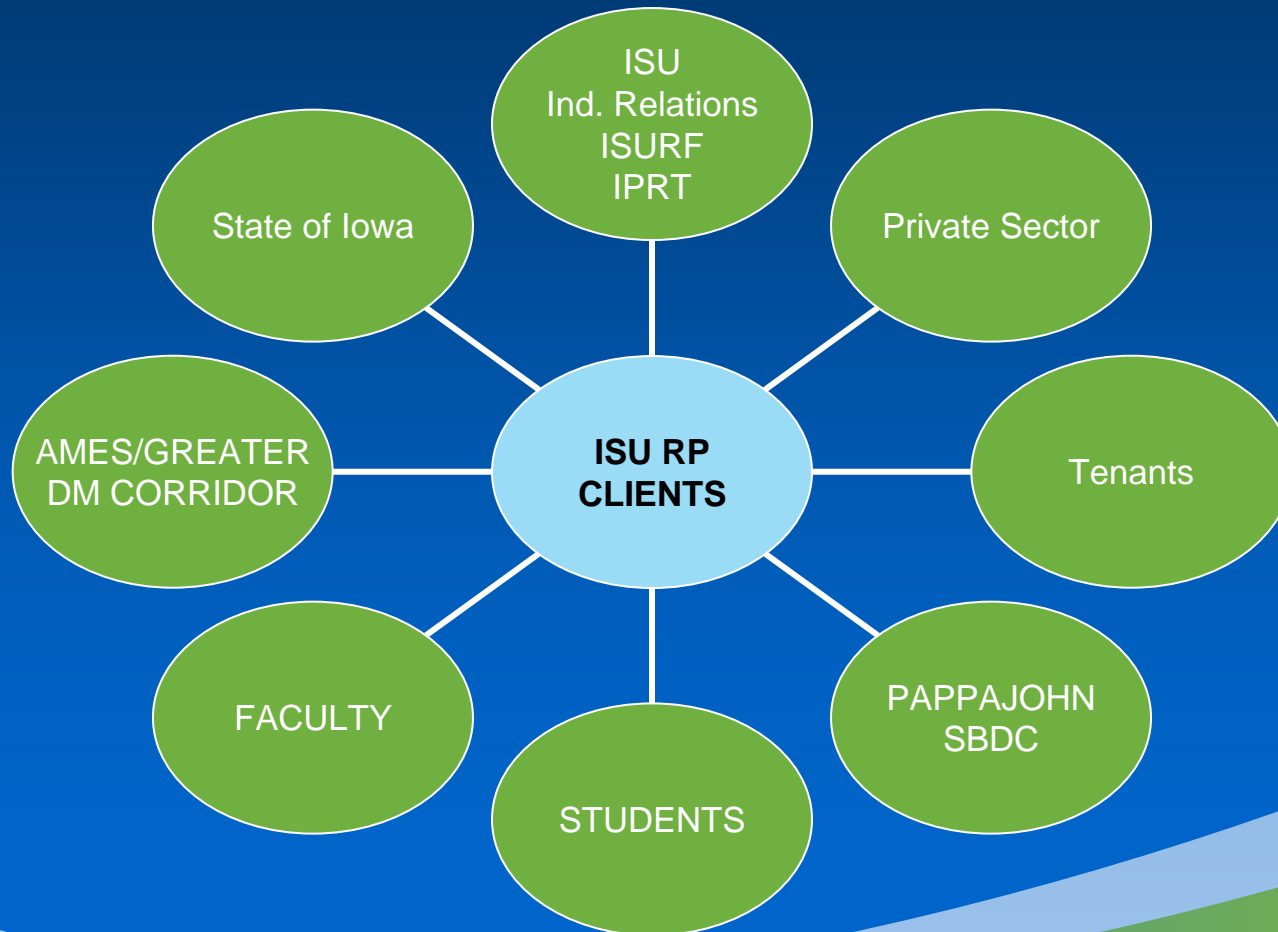 ISU
Ind. Relations
ISURF
IPRT
State of Iowa
Private Sector
AMES/GREATER
DM CORRIDOR
ISU RP
CLIENTS
Tenants
FACULTY
PAPPAJOHN
SBDC
STUDENTS